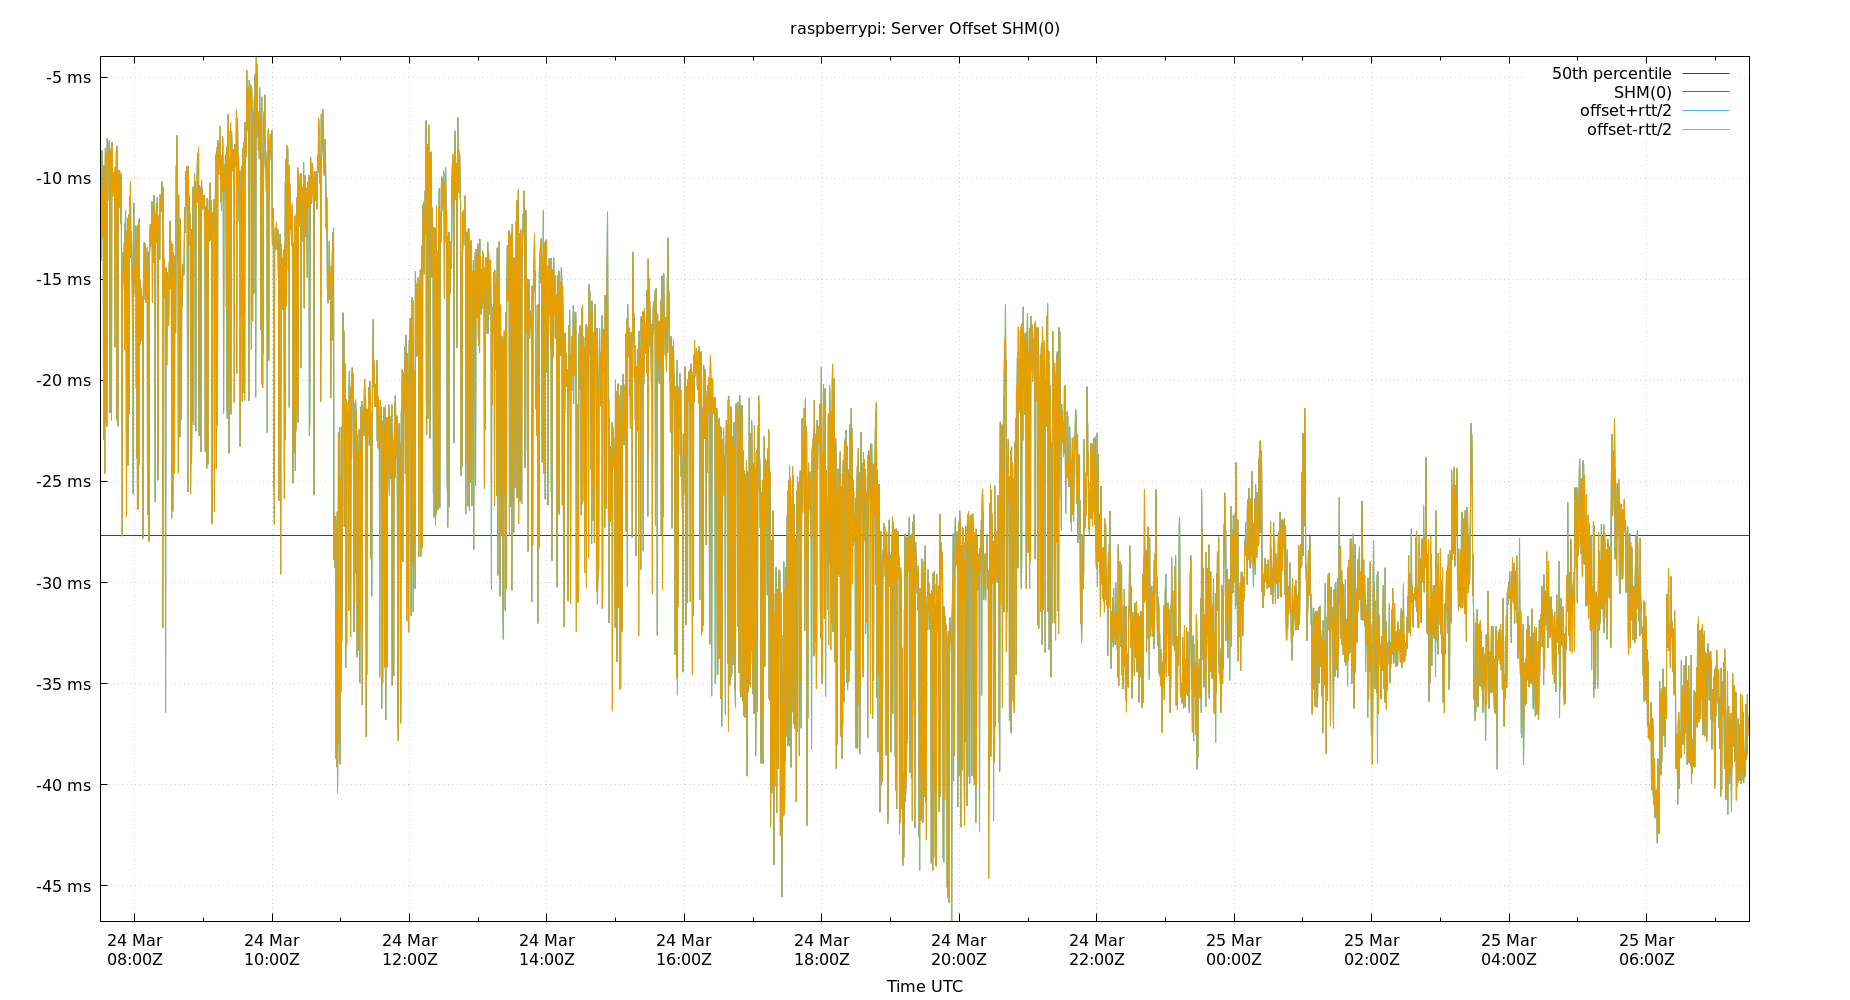 raspberrypi: Server Offset SHM(0)
50th percentile
SHM(0)
offset+rtt/2
offset-rtt/2
-5 ms
-10 ms
-15 ms
-20 ms
-25 ms
-30 ms
-35 ms
-40 ms
-45 ms
24 Mar 24 Mar 24 Mar 24 Mar 24 Mar 24 Mar 24 Mar 24 Mar 25 Mar 25 Mar 25 Mar 25 Mar
08:00Z 10:00Z 12:00Z 14:00Z 16:00Z 18:00Z 20:00Z 22:00Z 00:00Z 02:00Z 04:00Z 06:00Z
Time UTC